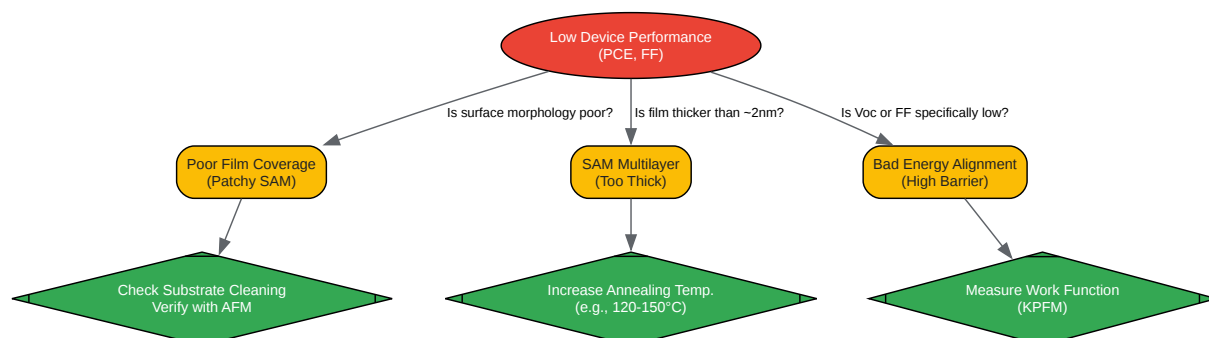 Low Device Performance
(PCE, FF)
Is surface morphology poor?
Is film thicker than ~2nm?
Is Voc or FF specifically low?
Poor Film Coverage
(Patchy SAM)
SAM Multilayer
(Too Thick)
Bad Energy Alignment
(High Barrier)
Check Substrate Cleaning
Verify with AFM
Increase Annealing Temp.
(e.g., 120-150°C)
Measure Work Function
(KPFM)